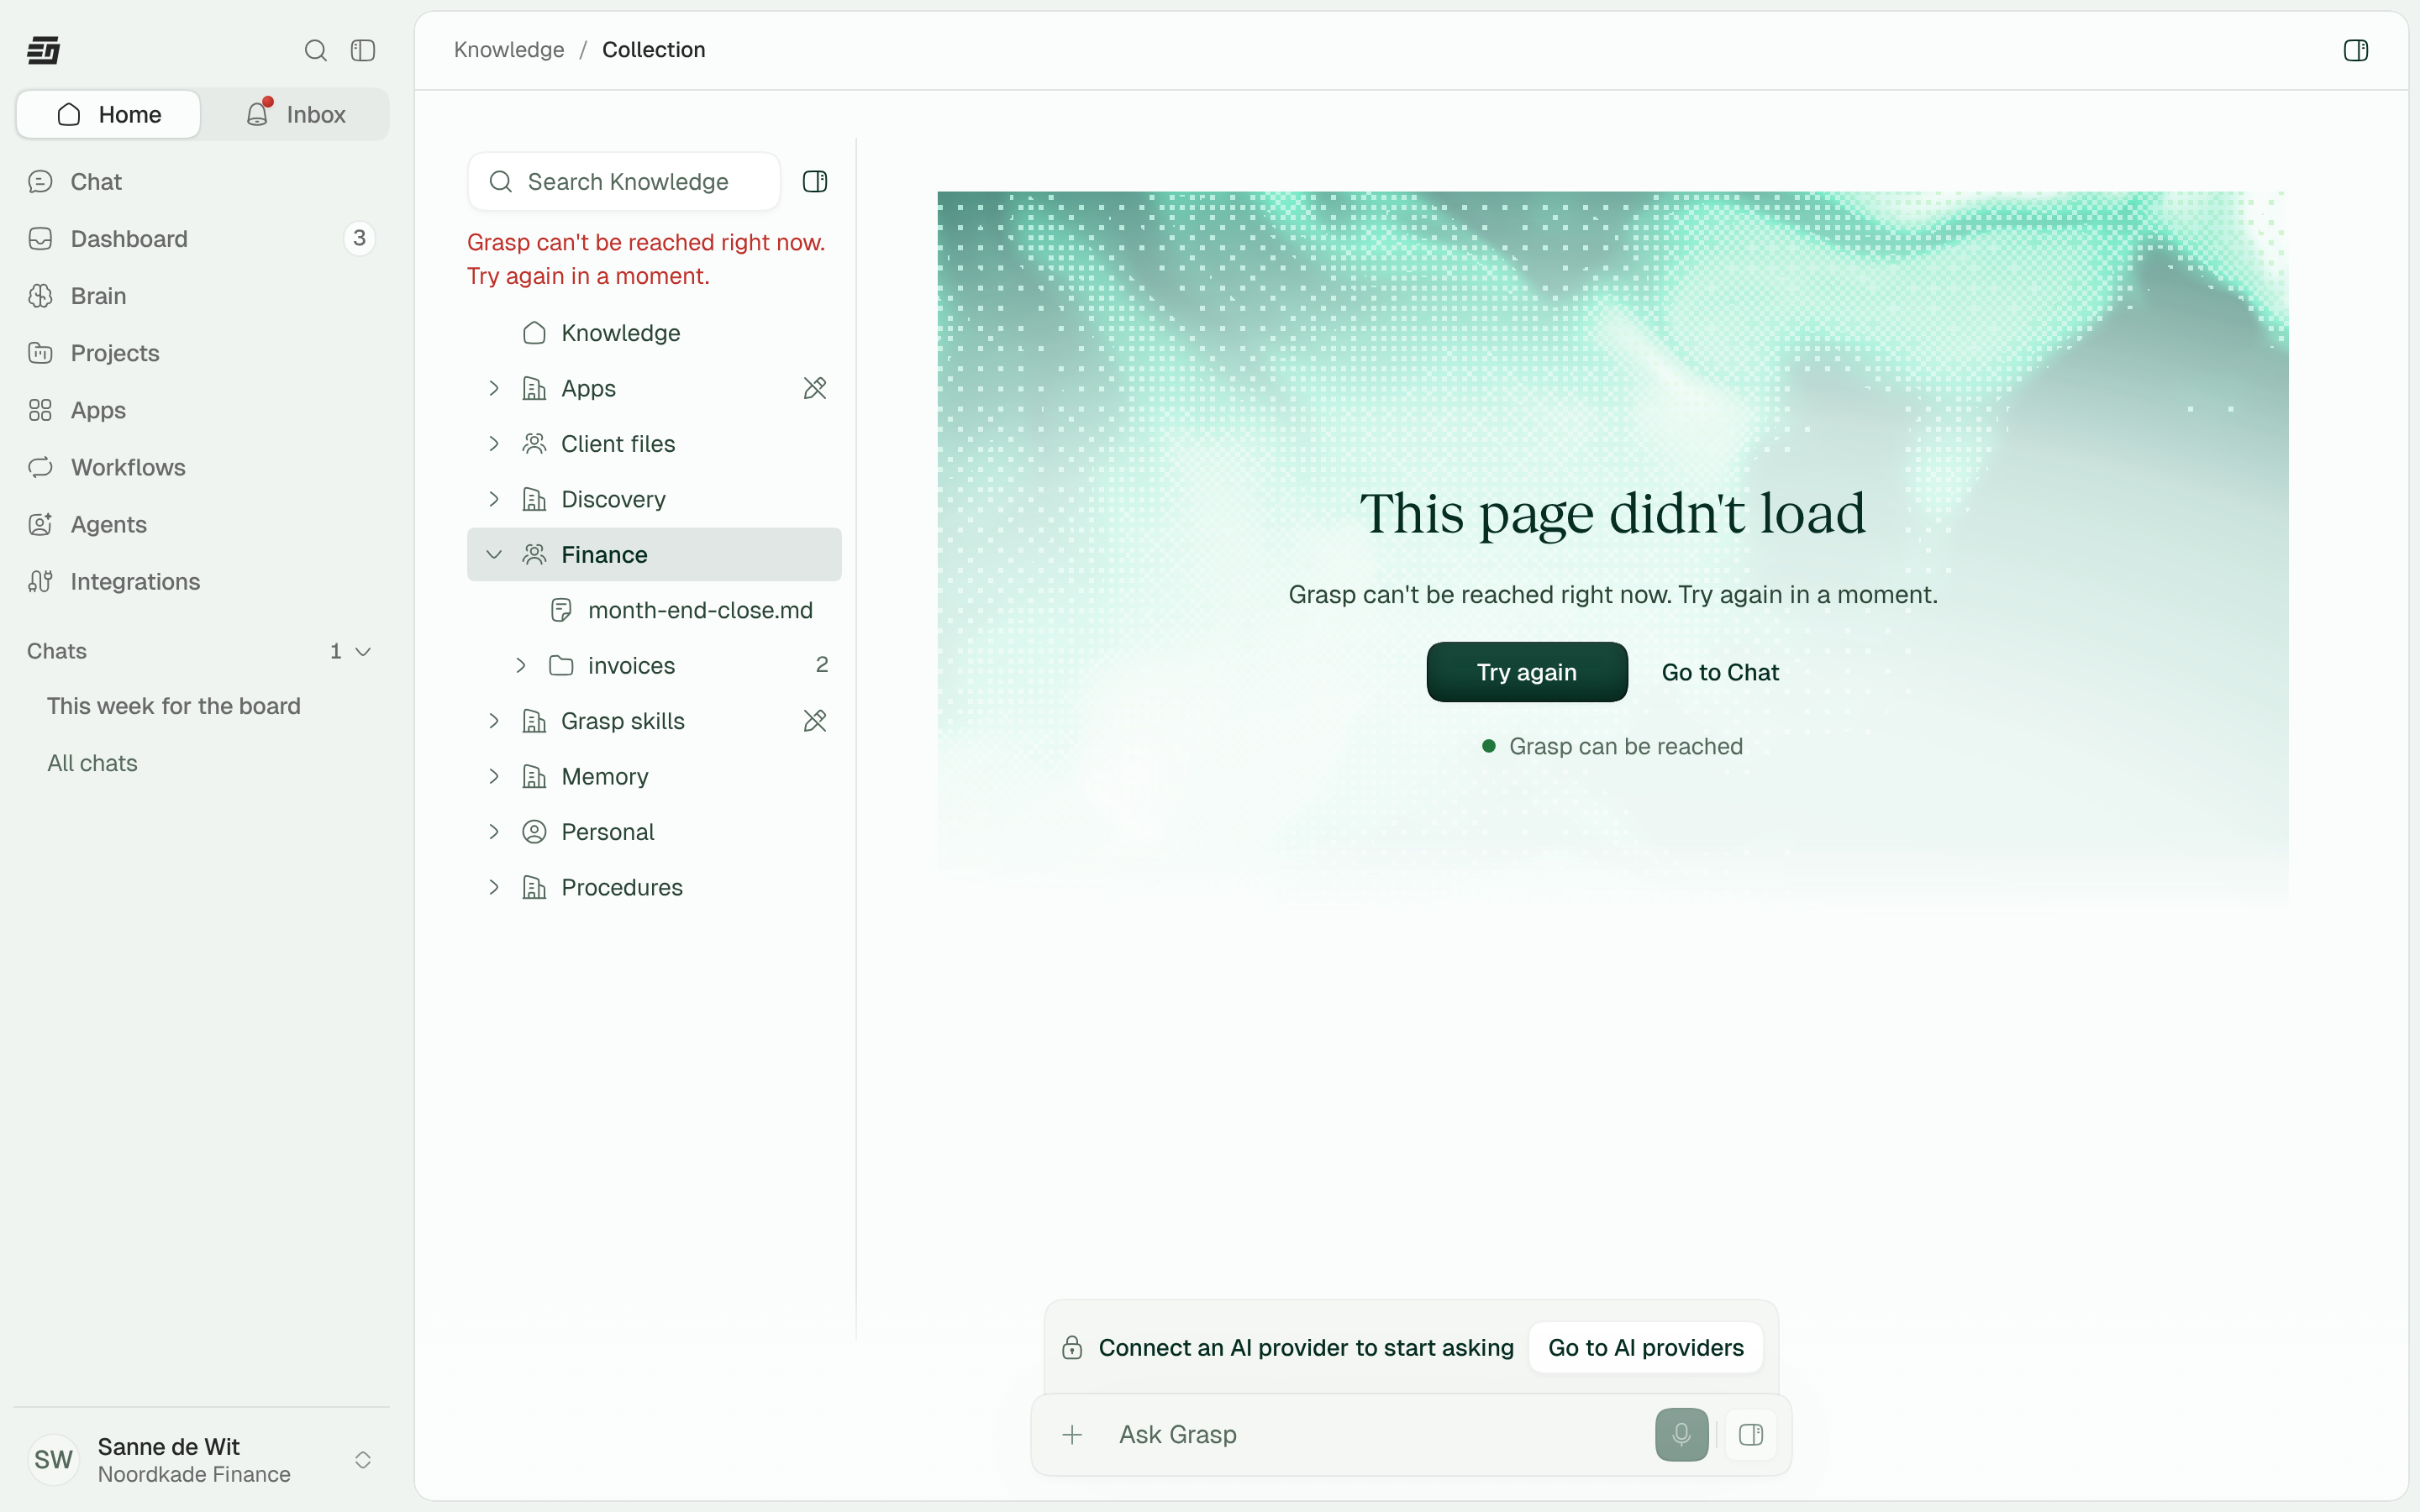 Home
Inbox
Chat
Dashboard
3
Brain
Projects
Apps
Workflows
Agents
Integrations
Chats
1
This week for the board
All chats
SW
Sanne de Wit
Noordkade Finance
Knowledge / Collection
Search Knowledge
Grasp can't be reached right now.
Try again in a moment.
Knowledge
Apps
Client files
Discovery
Finance
month-end-close.md
invoices
2
Grasp skills
Memory
Personal
Procedures
This page didn't load
Grasp can't be reached right now. Try again in a moment.
Try again
Go to Chat
Grasp can be reached
Connect an AI provider to start asking
Go to AI providers
Ask Grasp